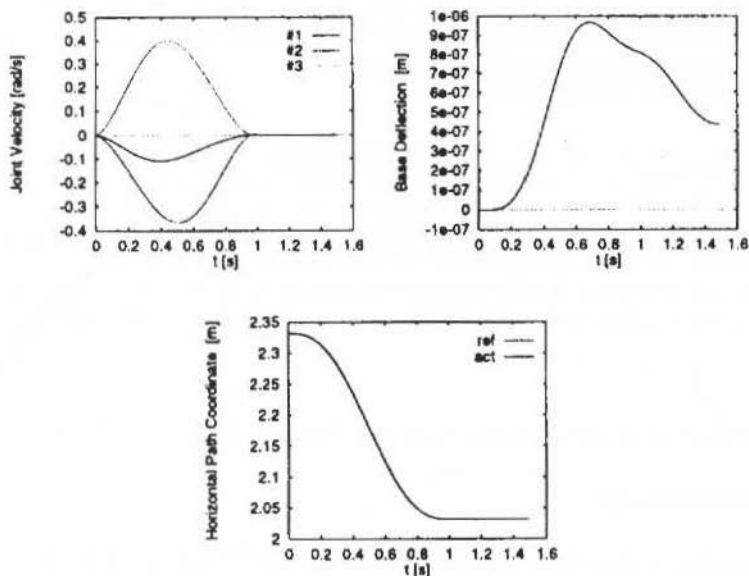 Joint Velocity [rad/s]
0.5
0.4
0.3
0.2
0.1
0
-0.1
-0.2
-0.3
-0.4
#1
#2
#3
0 0.2 0.4 0.6 0.8 1 1.2 1.4 1.6
t [s]
Base Deflection [m]
1e-06
9e-07
8e-07
7e-07
6e-07
5e-07
4e-07
3e-07
2e-07
1e-07
0
-1e-07
0 0.2 0.4 0.6 0.8 1 1.2 1.4 1.6
t [s]
Horizontal Path Coordinate [m]
2.35
2.3
2.25
2.2
2.15
2.1
2.05
2
ref
act
0 0.2 0.4 0.6 0.8 1 1.2 1.4 1.6
t [s]